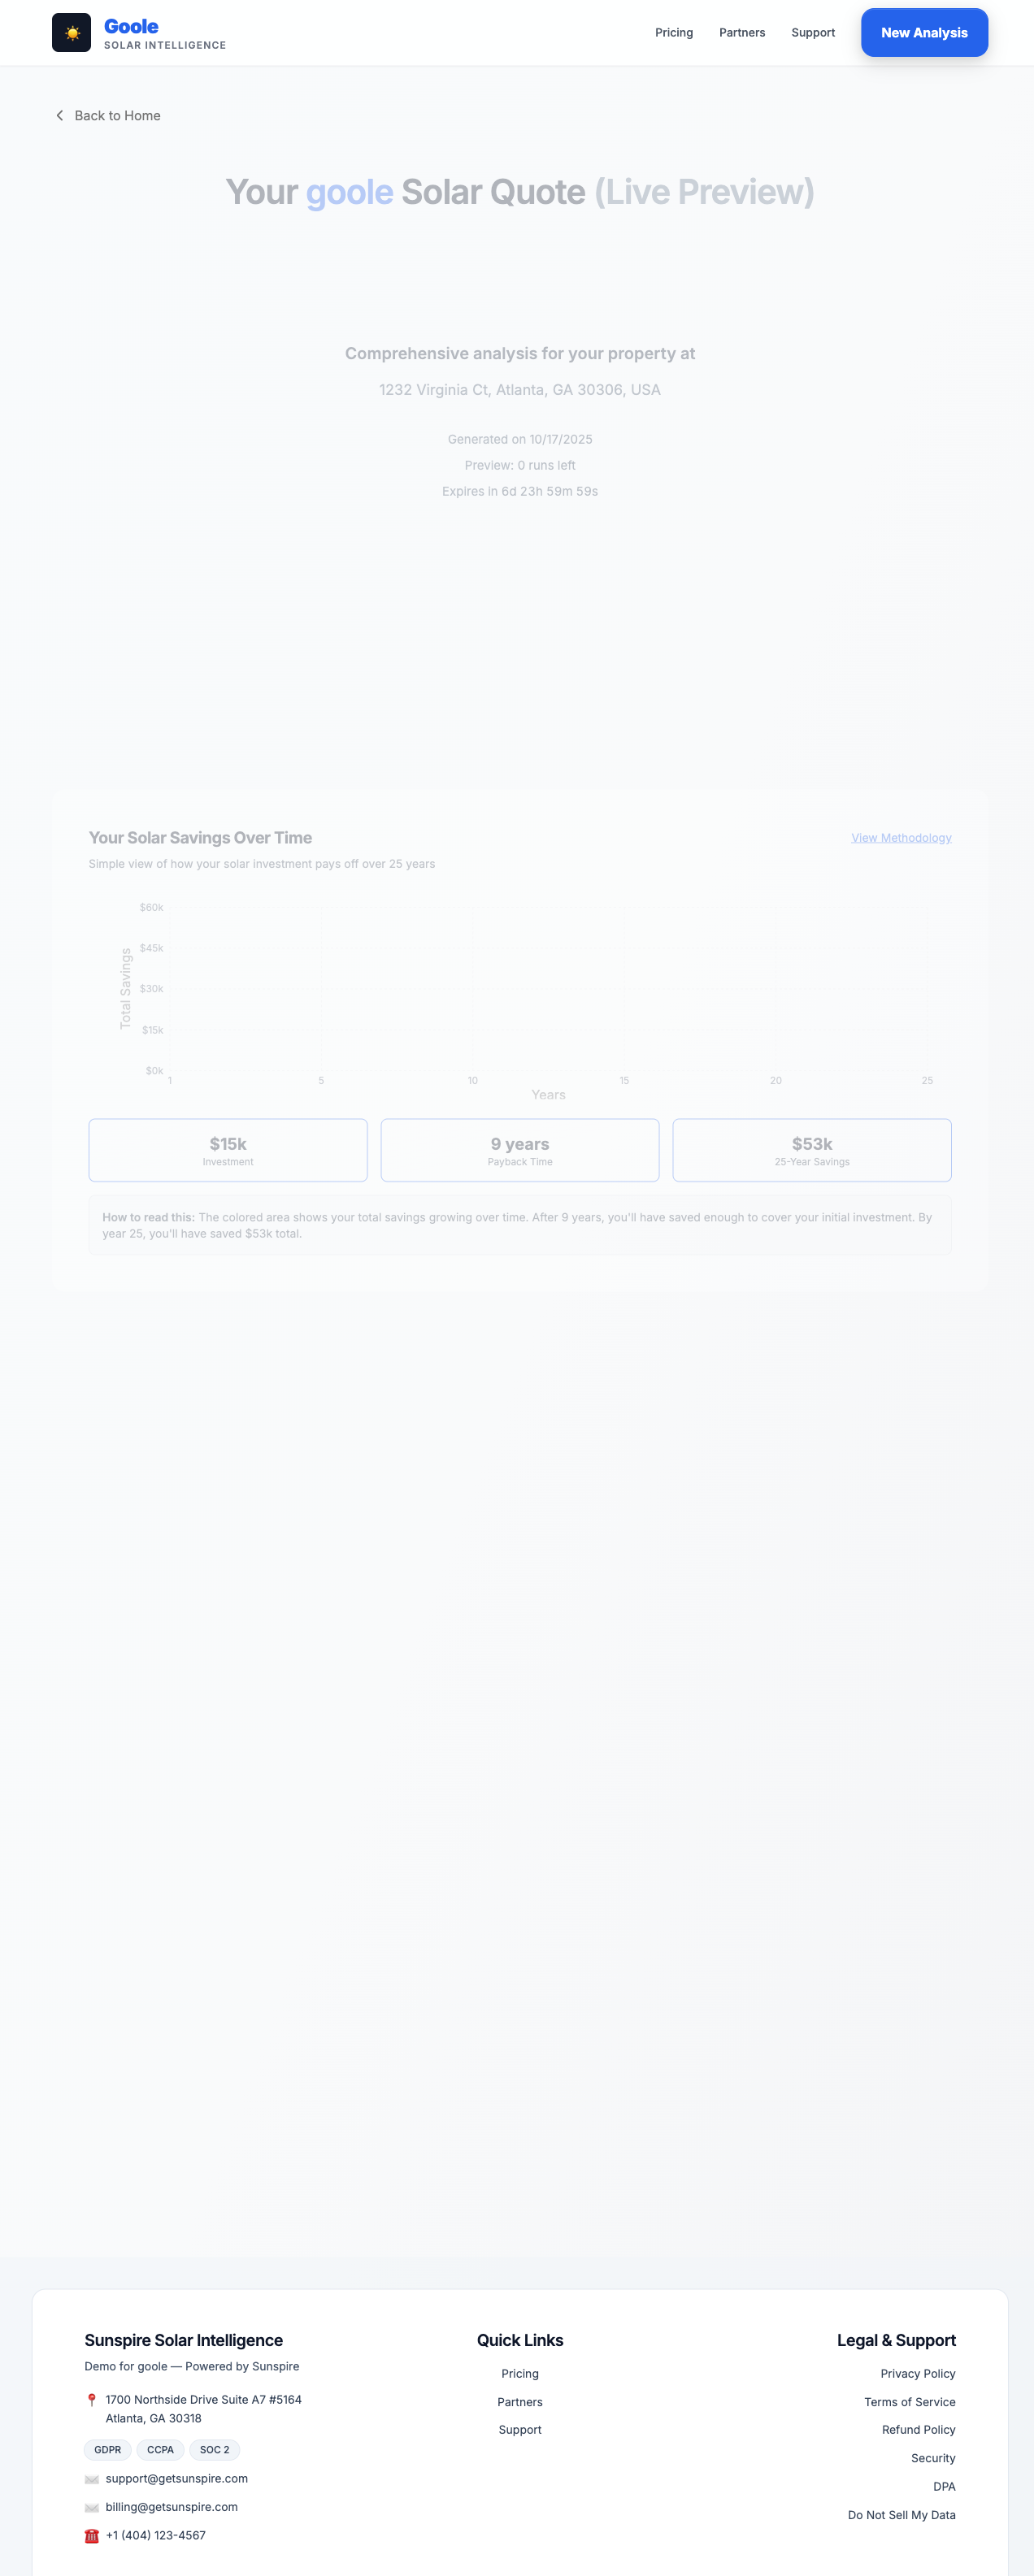 Goole
SOLAR INTELLIGENCE
Pricing
Partners
Support
New Analysis
Back to Home
Your goole Solar Quote (Live Preview)
Comprehensive analysis for your property at
1232 Virginia Ct, Atlanta, GA 30306, USA
Generated on 10/17/2025
Preview: 0 runs left
Expires in 6d 23h 59m 59s
Your Solar Savings Over Time
View Methodology
Simple view of how your solar investment pays off over 25 years
Total Savings
$60k
$45k
$30k
$15k
$0k
1 5 10 15 20 25
Years
$15k
Investment
9 years
Payback Time
$53k
25-Year Savings
How to read this: The colored area shows your total savings growing over time. After 9 years, you'll have saved enough to cover your initial investment. By
year 25, you'll have saved $53k total.
Sunspire Solar Intelligence
Demo for goole — Powered by Sunspire
1700 Northside Drive Suite A7 #5164
Atlanta, GA 30318
GDPR
CCPA
SOC 2
support@getsunspire.com
billing@getsunspire.com
+1 (404) 123-4567
Quick Links
Pricing
Partners
Support
Legal & Support
Privacy Policy
Terms of Service
Refund Policy
Security
DPA
Do Not Sell My Data